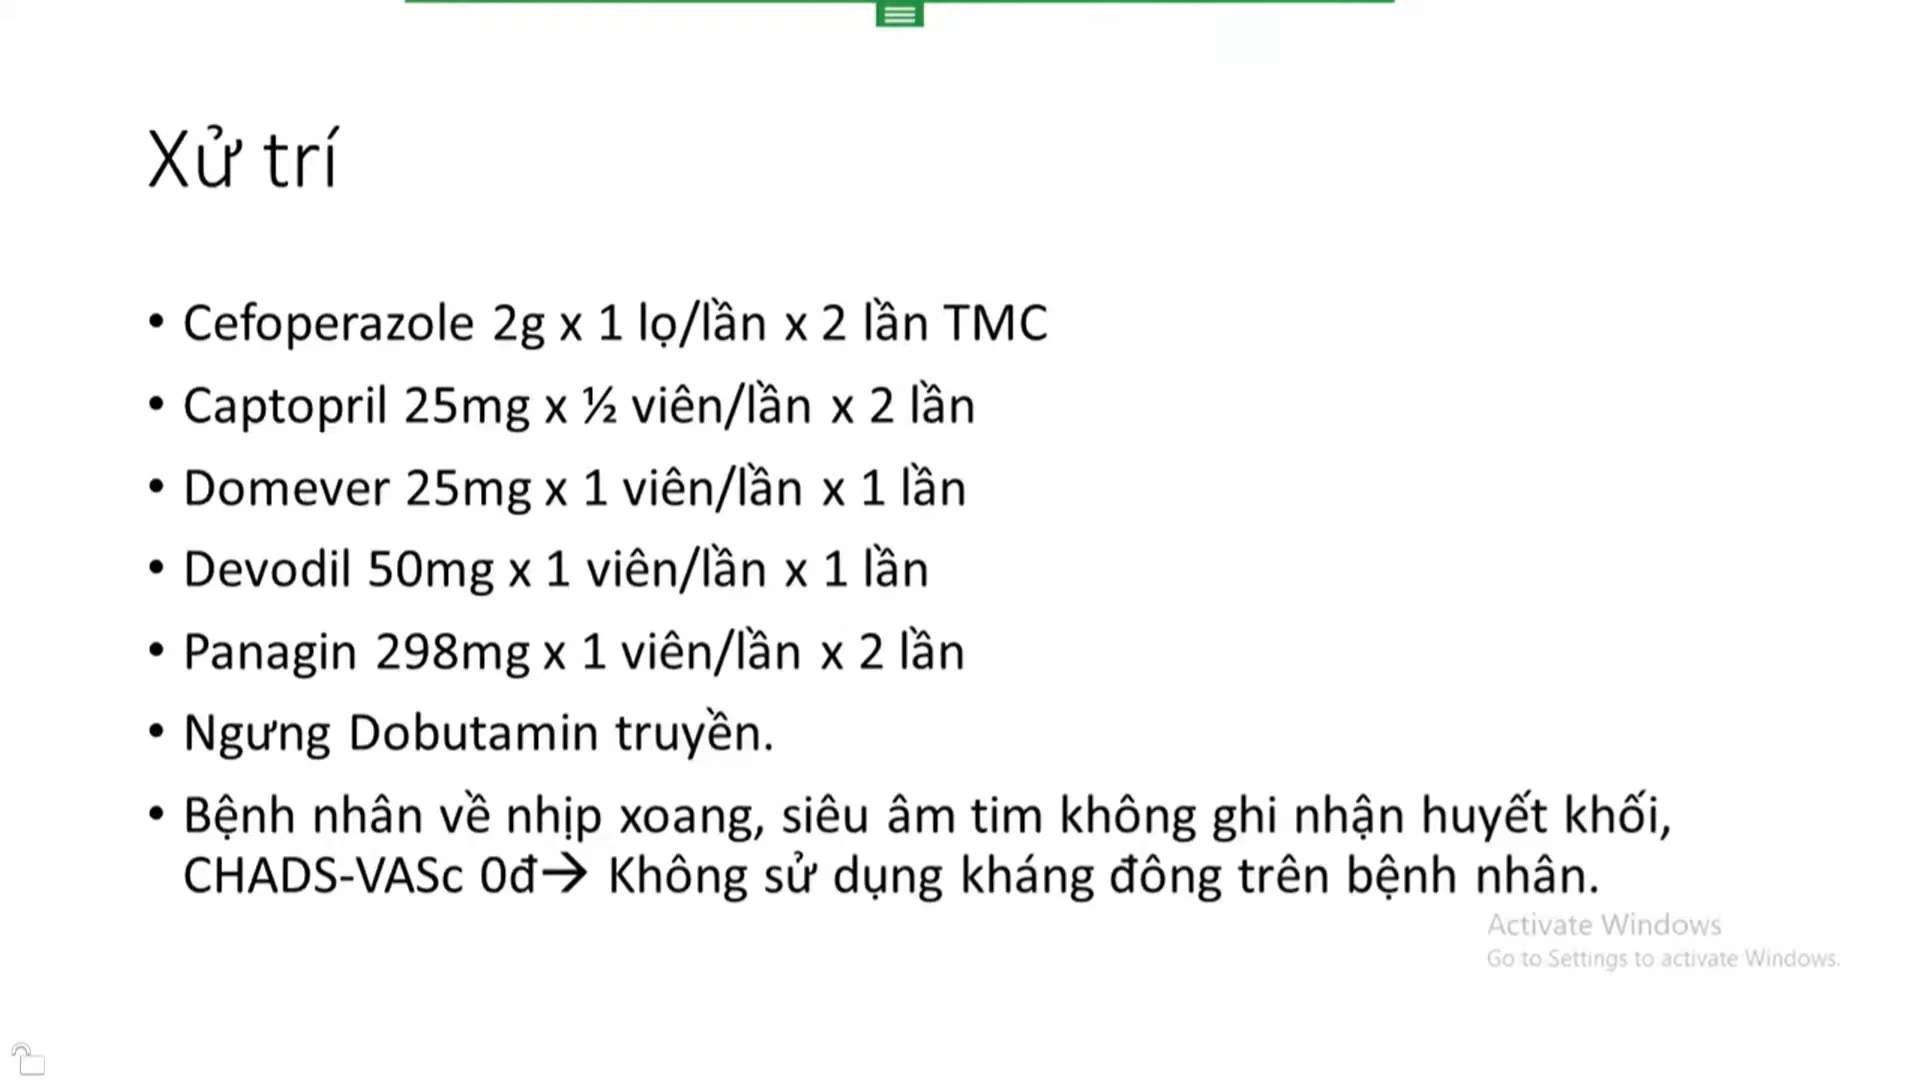 Xử trí
• Cefoperazole 2g x 1 lọ/lần x 2 lần TMC
• Captopril 25mg x ½ viên/lần x 2 lần
• Domever 25mg x 1 viên/lần x 1 lần
• Devodil 50mg x 1 viên/lần x 1 lần
• Panagin 298mg x 1 viên/lần x 2 lần
• Ngưng Dobutamin truyền.
• Bệnh nhân về nhịp xoang, siêu âm tim không ghi nhận huyết khối,
CHADS-VASc 0đ→ Không sử dụng kháng đông trên bệnh nhân.
Activate Windows
Go to Settings to activate Windows.